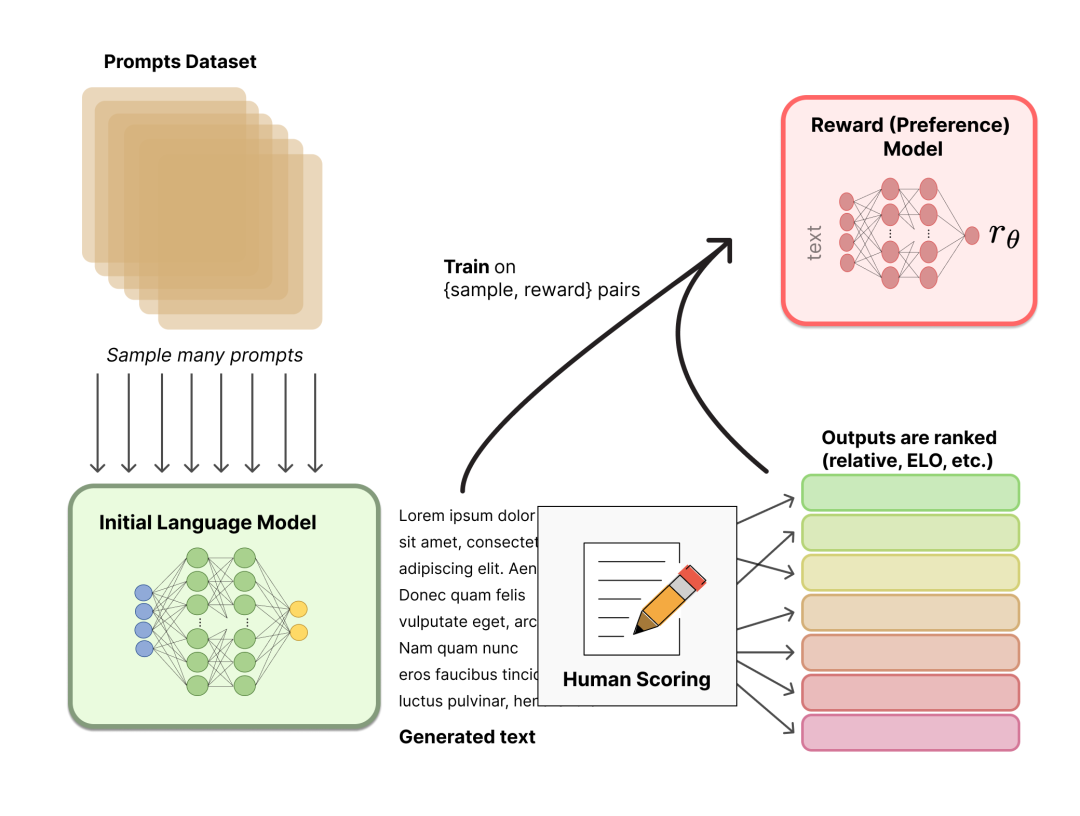 Prompts Dataset
Sample many prompts
Initial Language Model
Train on
{sample, reward} pairs
Lorem ipsum dolor
sit amet, consectet
adipiscing elit. Aen
Donec quam felis
vulputate eget, arc
Nam quam nunc
eros faucibus tincid
luctus pulvinar, her
Generated text
Human Scoring
Reward (Preference)
Model
text
r_θ
Outputs are ranked
(relative, ELO, etc.)